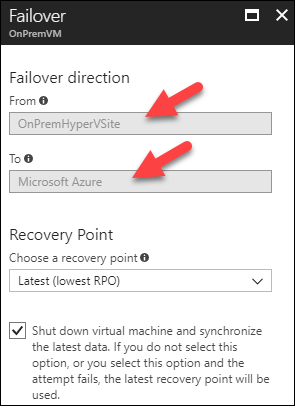 Failover
OnPremVM
Failover direction
From
OnPremHyperVSite
To
Microsoft Azure
Recovery Point
Choose a recovery point
Latest (lowest RPO)
Shut down virtual machine and synchronize
the latest data. If you do not select this
option, or you select this option and the
attempt fails, the latest recovery point will be
used.